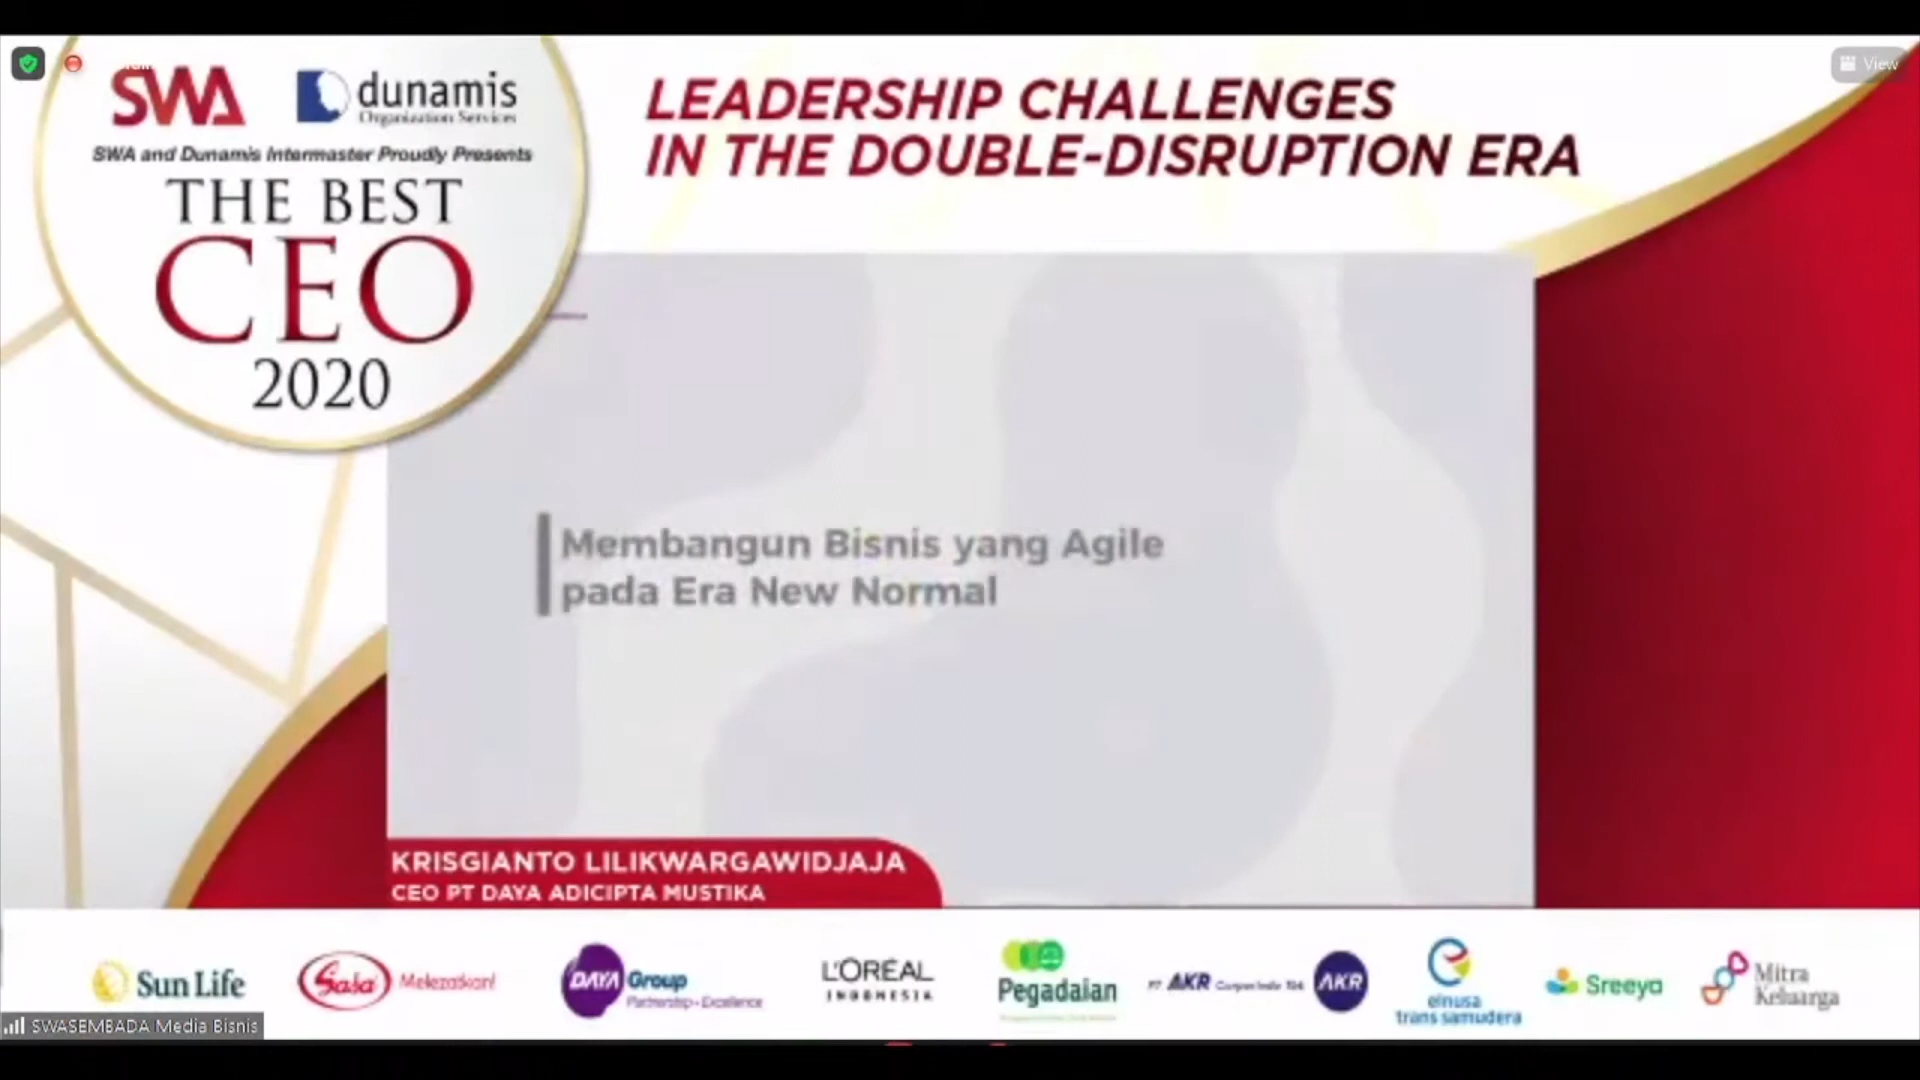 View
SWA
dunamis
Organization Services
SWA and Dunamis Intermaster Proudly Presents
THE BEST
CEO
2020
LEADERSHIP CHALLENGES
IN THE DOUBLE-DISRUPTION ERA
Membangun Bisnis yang Agile
pada Era New Normal
KRISGIANTO LILIKWARGAWIDJAJA
CEO PT DAYA ADICIPTA MUSTIKA
Sun Life
Sasa Melezatkan!
DAYA Group
Partnership - Excellence
L'ORÉAL
INDONESIA
Pegadaian
PT AKR Corporindo Tbk AKR
elnusa
trans samudera
Sreeya
Mitra
Keluarga
SWASEMBADA Media Bisnis